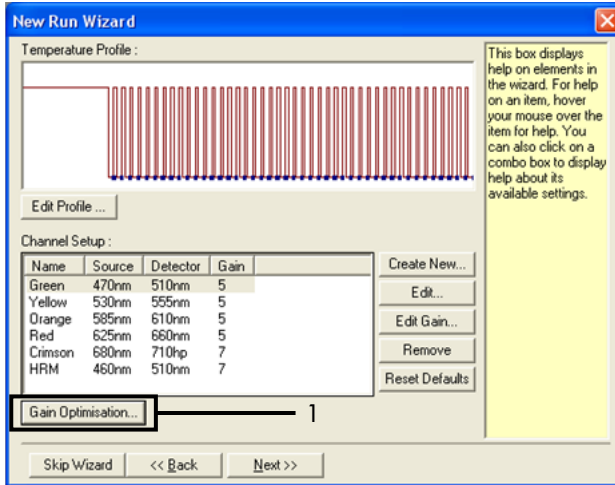 New Run Wizard
Temperature Profile :
This box displays
help on elements in
the wizard. For help
on an item, hover
your mouse over the
item for help. You
can also click on a
combo box to display
help about its
available settings.
Edit Profile ...
Channel Setup :
Name Source Detector Gain
Green 470nm 510nm 5
Yellow 530nm 555nm 5
Orange 585nm 610nm 5
Red 625nm 660nm 5
Crimson 680nm 710hp 7
HRM 460nm 510nm 7
Create New...
Edit...
Edit Gain...
Remove
Reset Defaults
Gain Optimisation...
1
Skip Wizard
<< Back
Next >>